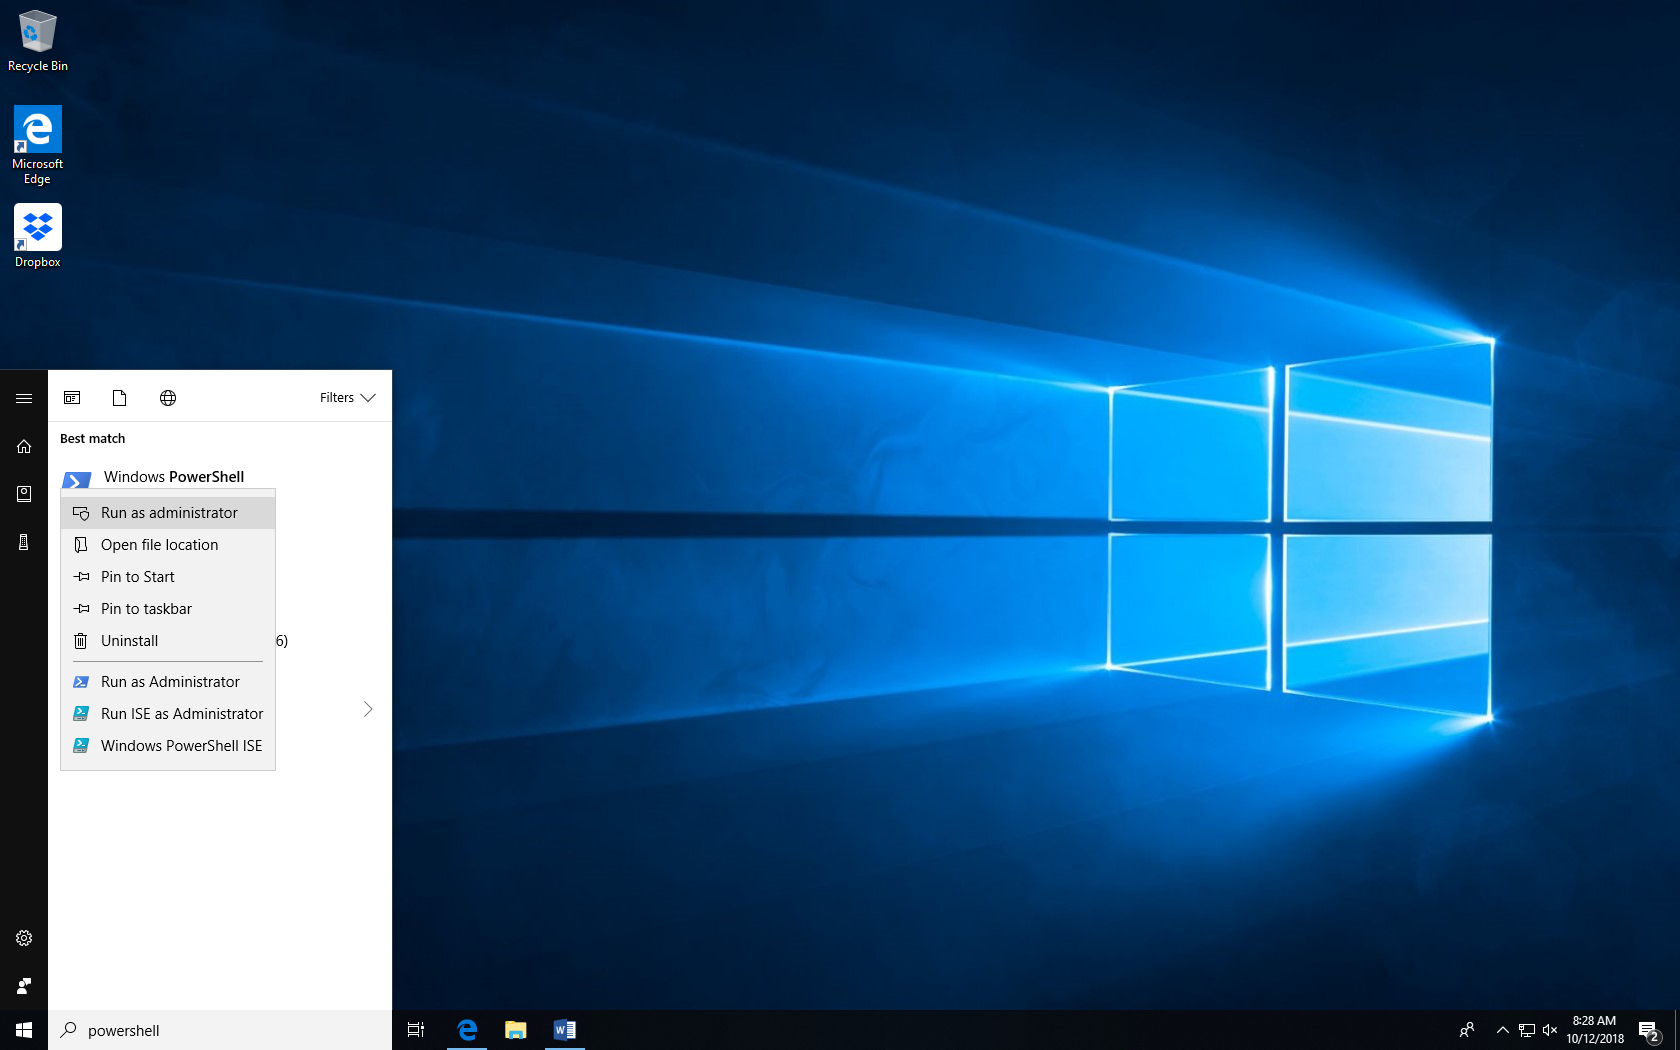 Recycle Bin
Microsoft
Edge
Dropbox
Filters
Best match
Windows PowerShell
Run as administrator
Open file location
Pin to Start
Pin to taskbar
Uninstall
6)
Run as Administrator
Run ISE as Administrator
Windows PowerShell ISE
powershell
8:28 AM
10/12/2018
2